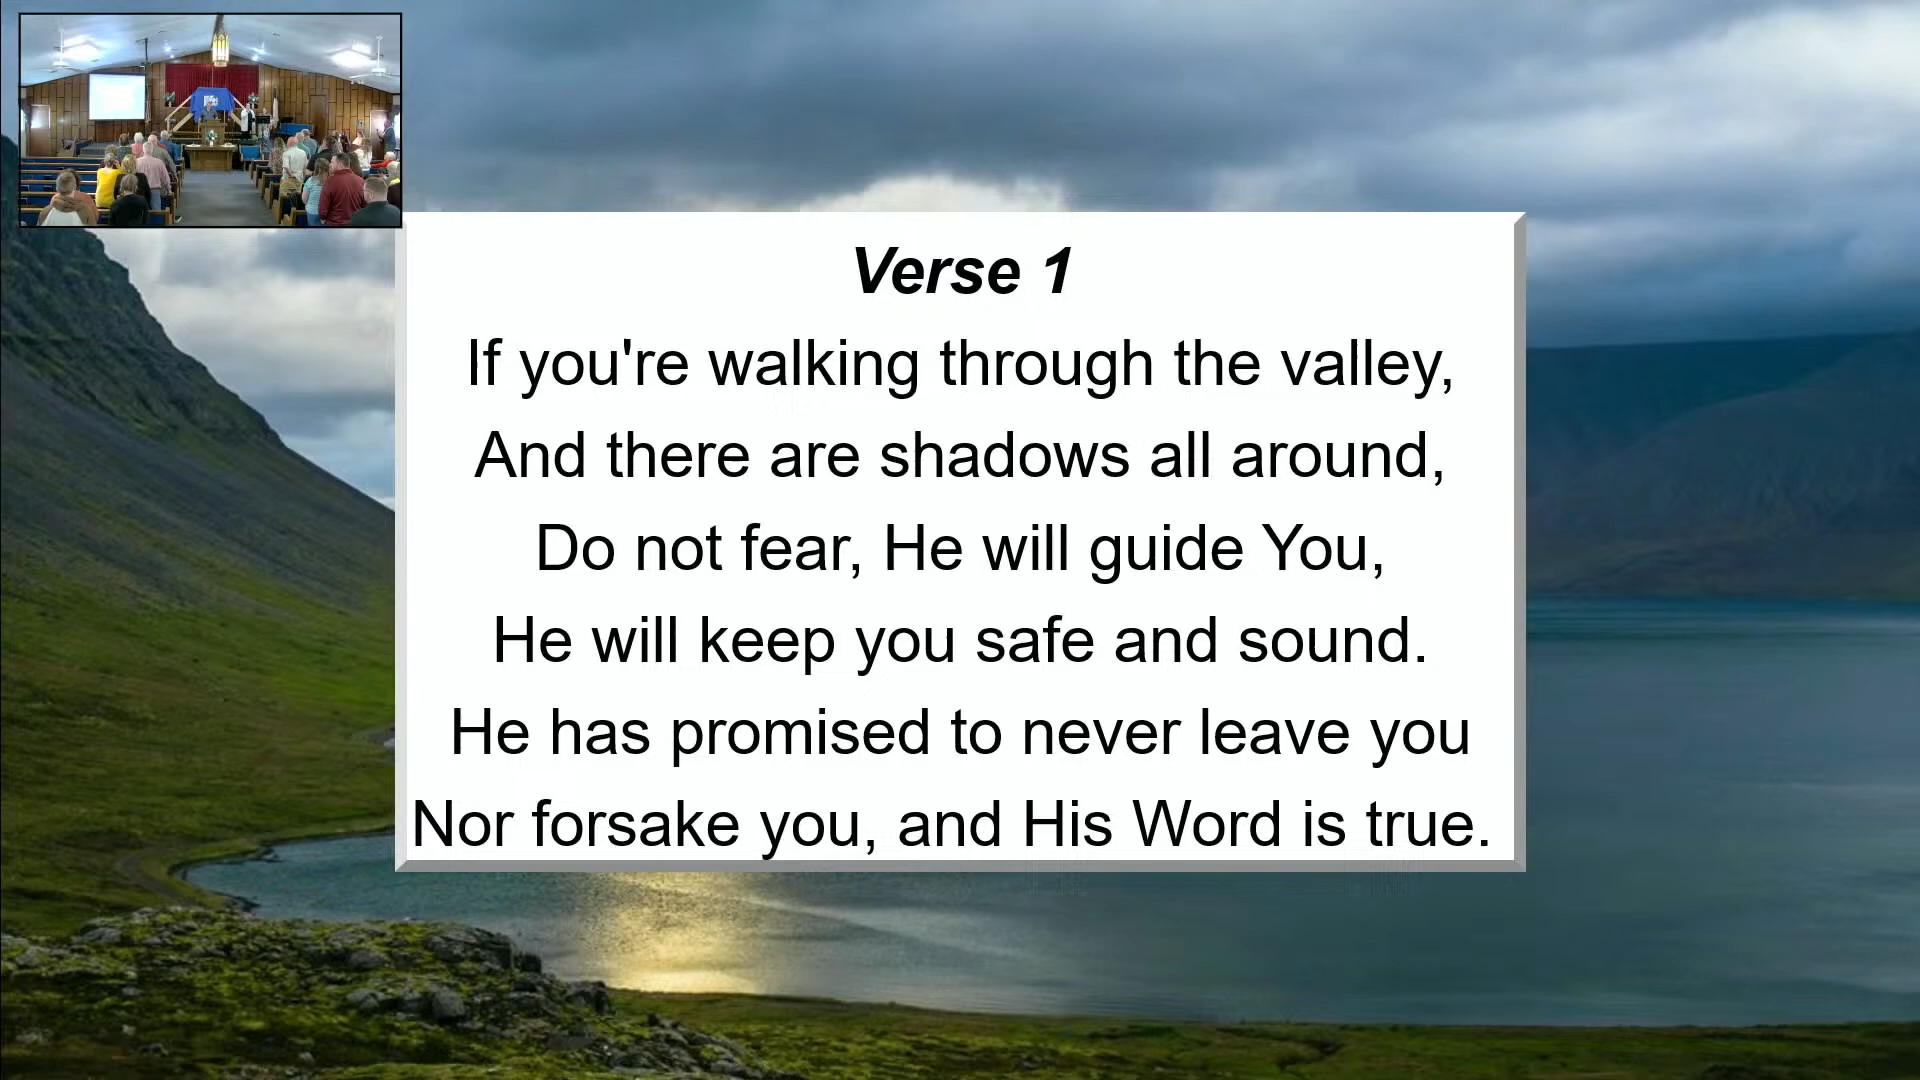 Verse 1
If you're walking through the valley,
And there are shadows all around,
Do not fear, He will guide You,
He will keep you safe and sound.
He has promised to never leave you
Nor forsake you, and His Word is true.